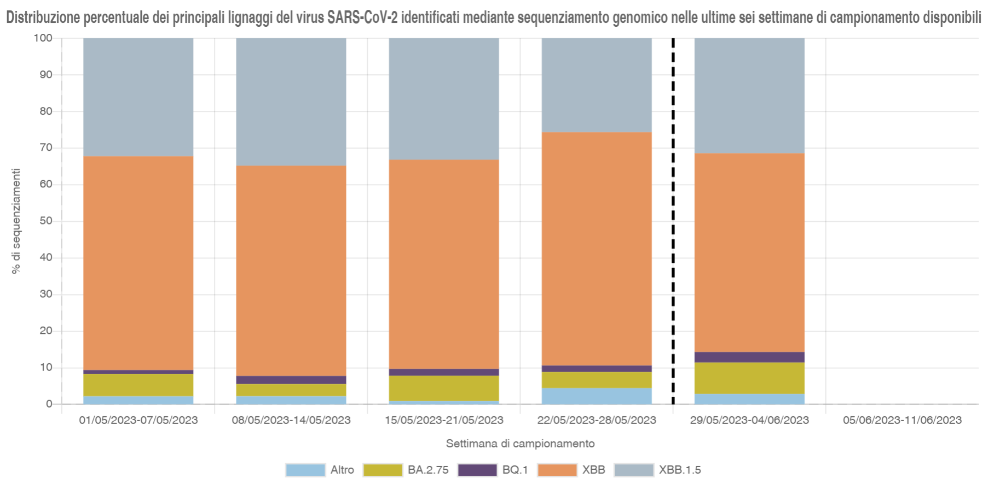 Distribuzione percentuale dei principali lignaggi del virus SARS-CoV-2 identificati mediante sequenziamento genomico nelle ultime sei settimane di campionamento disponibili
100
90
80
70
60
50
40
30
20
10
0
% di sequenziamenti
01/05/2023-07/05/2023
08/05/2023-14/05/2023
15/05/2023-21/05/2023
22/05/2023-28/05/2023
29/05/2023-04/06/2023
05/06/2023-11/06/2023
Settimana di campionamento
Altro
BA.2.75
BQ.1
XBB
XBB.1.5